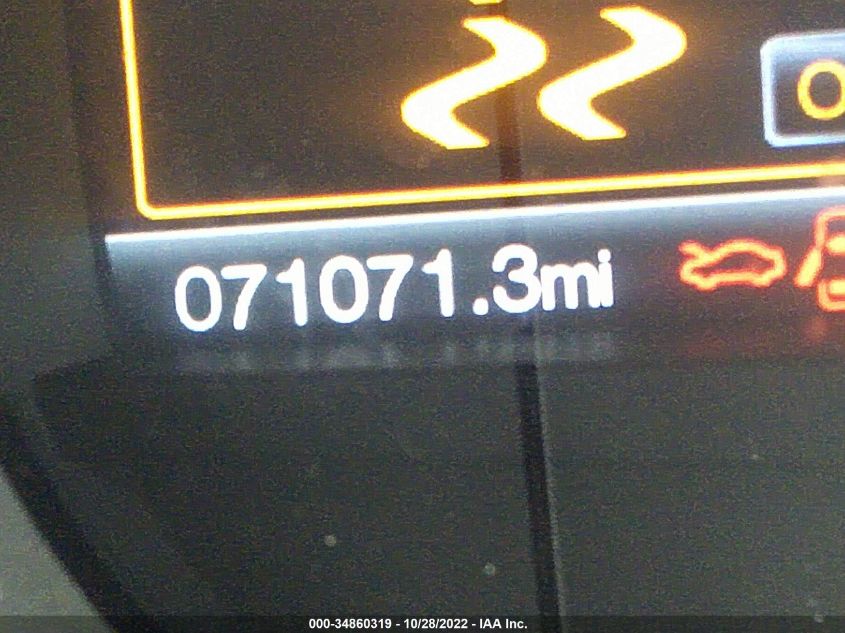 O
071071.3mi
000-34860319 - 10/28/2022 - IAA Inc.